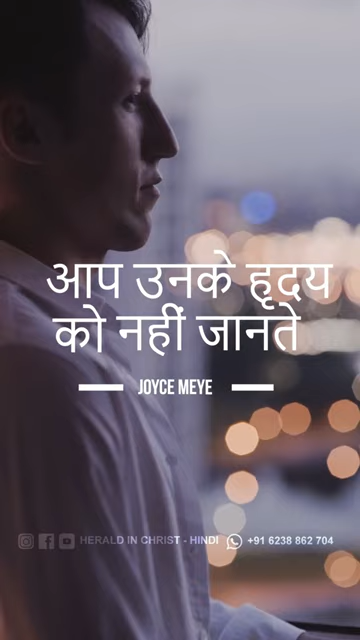 आप उनके हृदय
को नहीं जानते
JOYCE MEYE
HERALD IN CHRIST - HINDI +91 6238 862 704